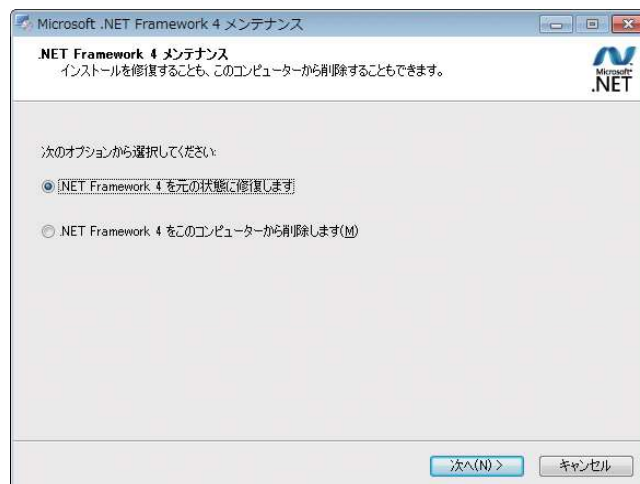 Microsoft .NET Framework 4 メンテナンス
.NET Framework 4 メンテナンス
インストールを修復することも、このコンピューターから削除することもできます。
Microsoft
.NET
次のオプションから選択してください:
.NET Framework 4 を元の状態に修復します
.NET Framework 4 をこのコンピューターから削除します(M)
次へ(N) >
キャンセル